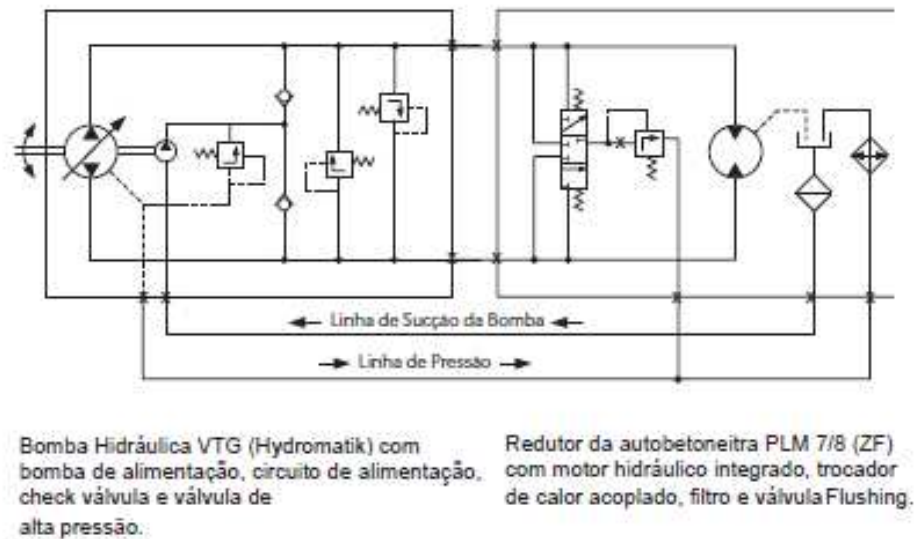 Linha de Sucção da Bomba
Linha de Pressão
Bomba Hidráulica VTG (Hydromatik) com
bomba de alimentação, circuito de alimentação,
check válvula e válvula de
alta pressão.
Redutor da autobetoneitra PLM 7/8 (ZF)
com motor hidráulico integrado, trocador
de calor acoplado, filtro e válvula Flushing.